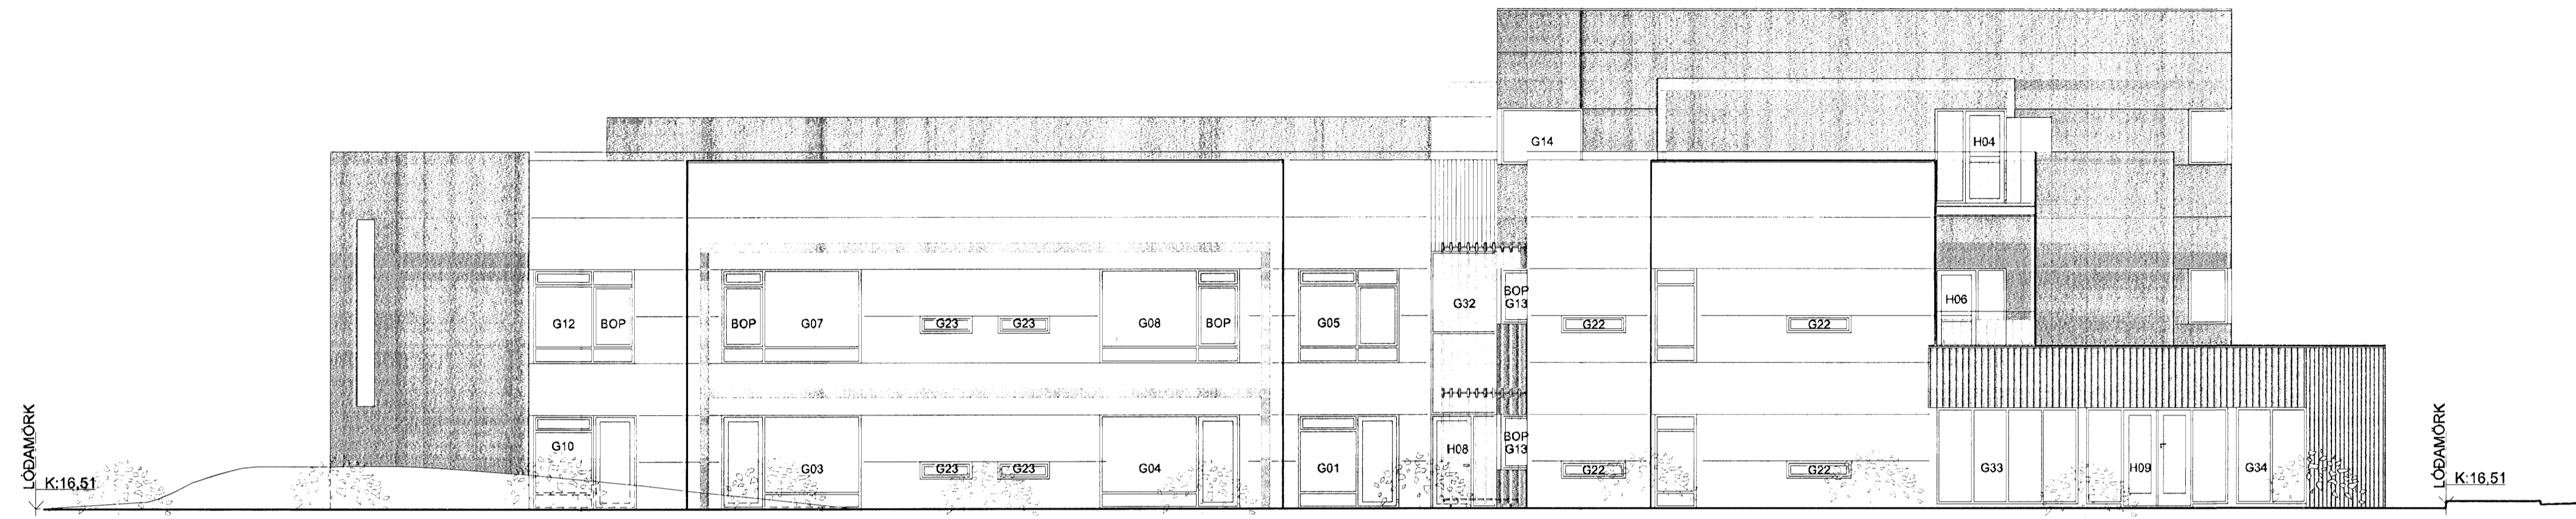 G14
H04
G12
BOP
BOP
G07
G23
G23
G08
BOP
G05
G32
BOP
G13
G22
G22
H06
LÓÐAMÖRK
K:16,51
G10
G03
G23
G23
G04
G01
H08
BOP
G13
G22
G22
G33
H09
G34
LÓÐAMÖRK
K:16,51